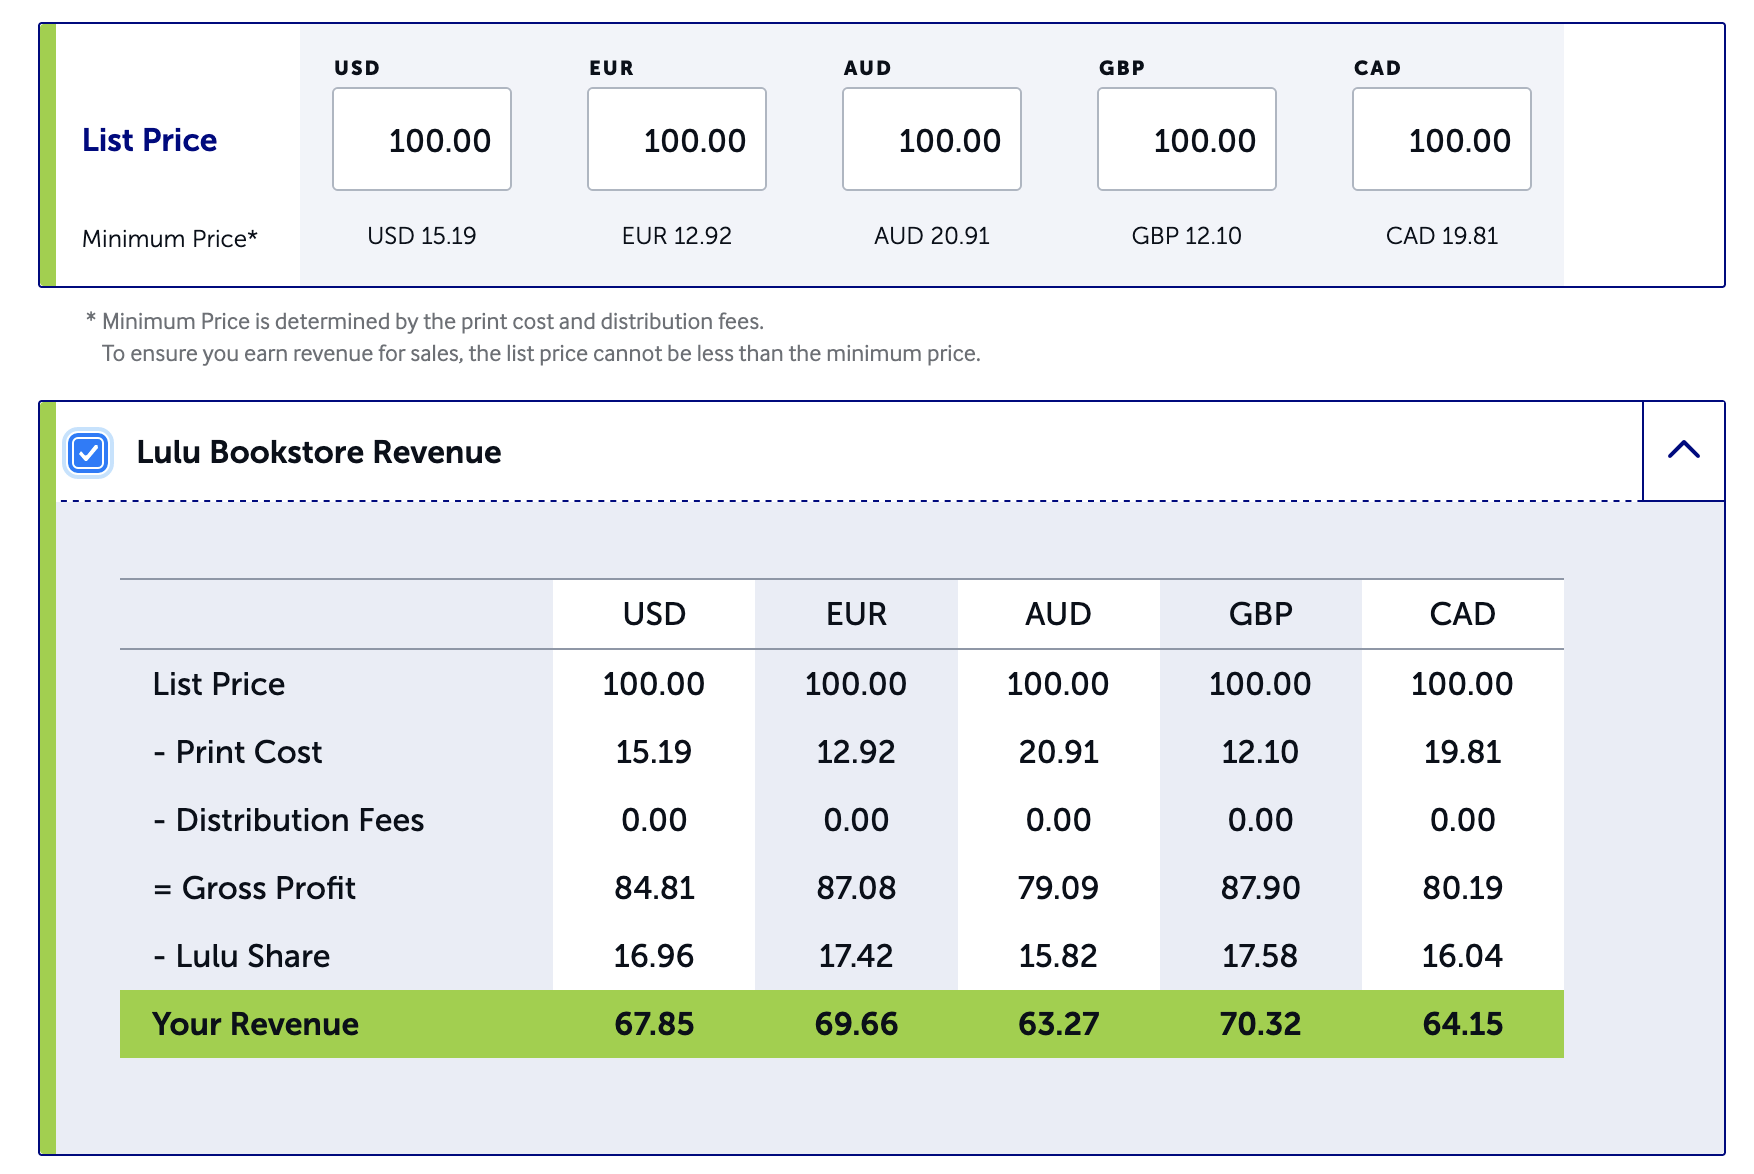 USD EUR AUD GBP CAD
List Price 100.00 100.00 100.00 100.00 100.00
Minimum Price* USD 15.19 EUR 12.92 AUD 20.91 GBP 12.10 CAD 19.81
* Minimum Price is determined by the print cost and distribution fees.
To ensure you earn revenue for sales, the list price cannot be less than the minimum price.
Lulu Bookstore Revenue
USD EUR AUD GBP CAD
List Price 100.00 100.00 100.00 100.00 100.00
- Print Cost 15.19 12.92 20.91 12.10 19.81
- Distribution Fees 0.00 0.00 0.00 0.00 0.00
= Gross Profit 84.81 87.08 79.09 87.90 80.19
- Lulu Share 16.96 17.42 15.82 17.58 16.04
Your Revenue 67.85 69.66 63.27 70.32 64.15